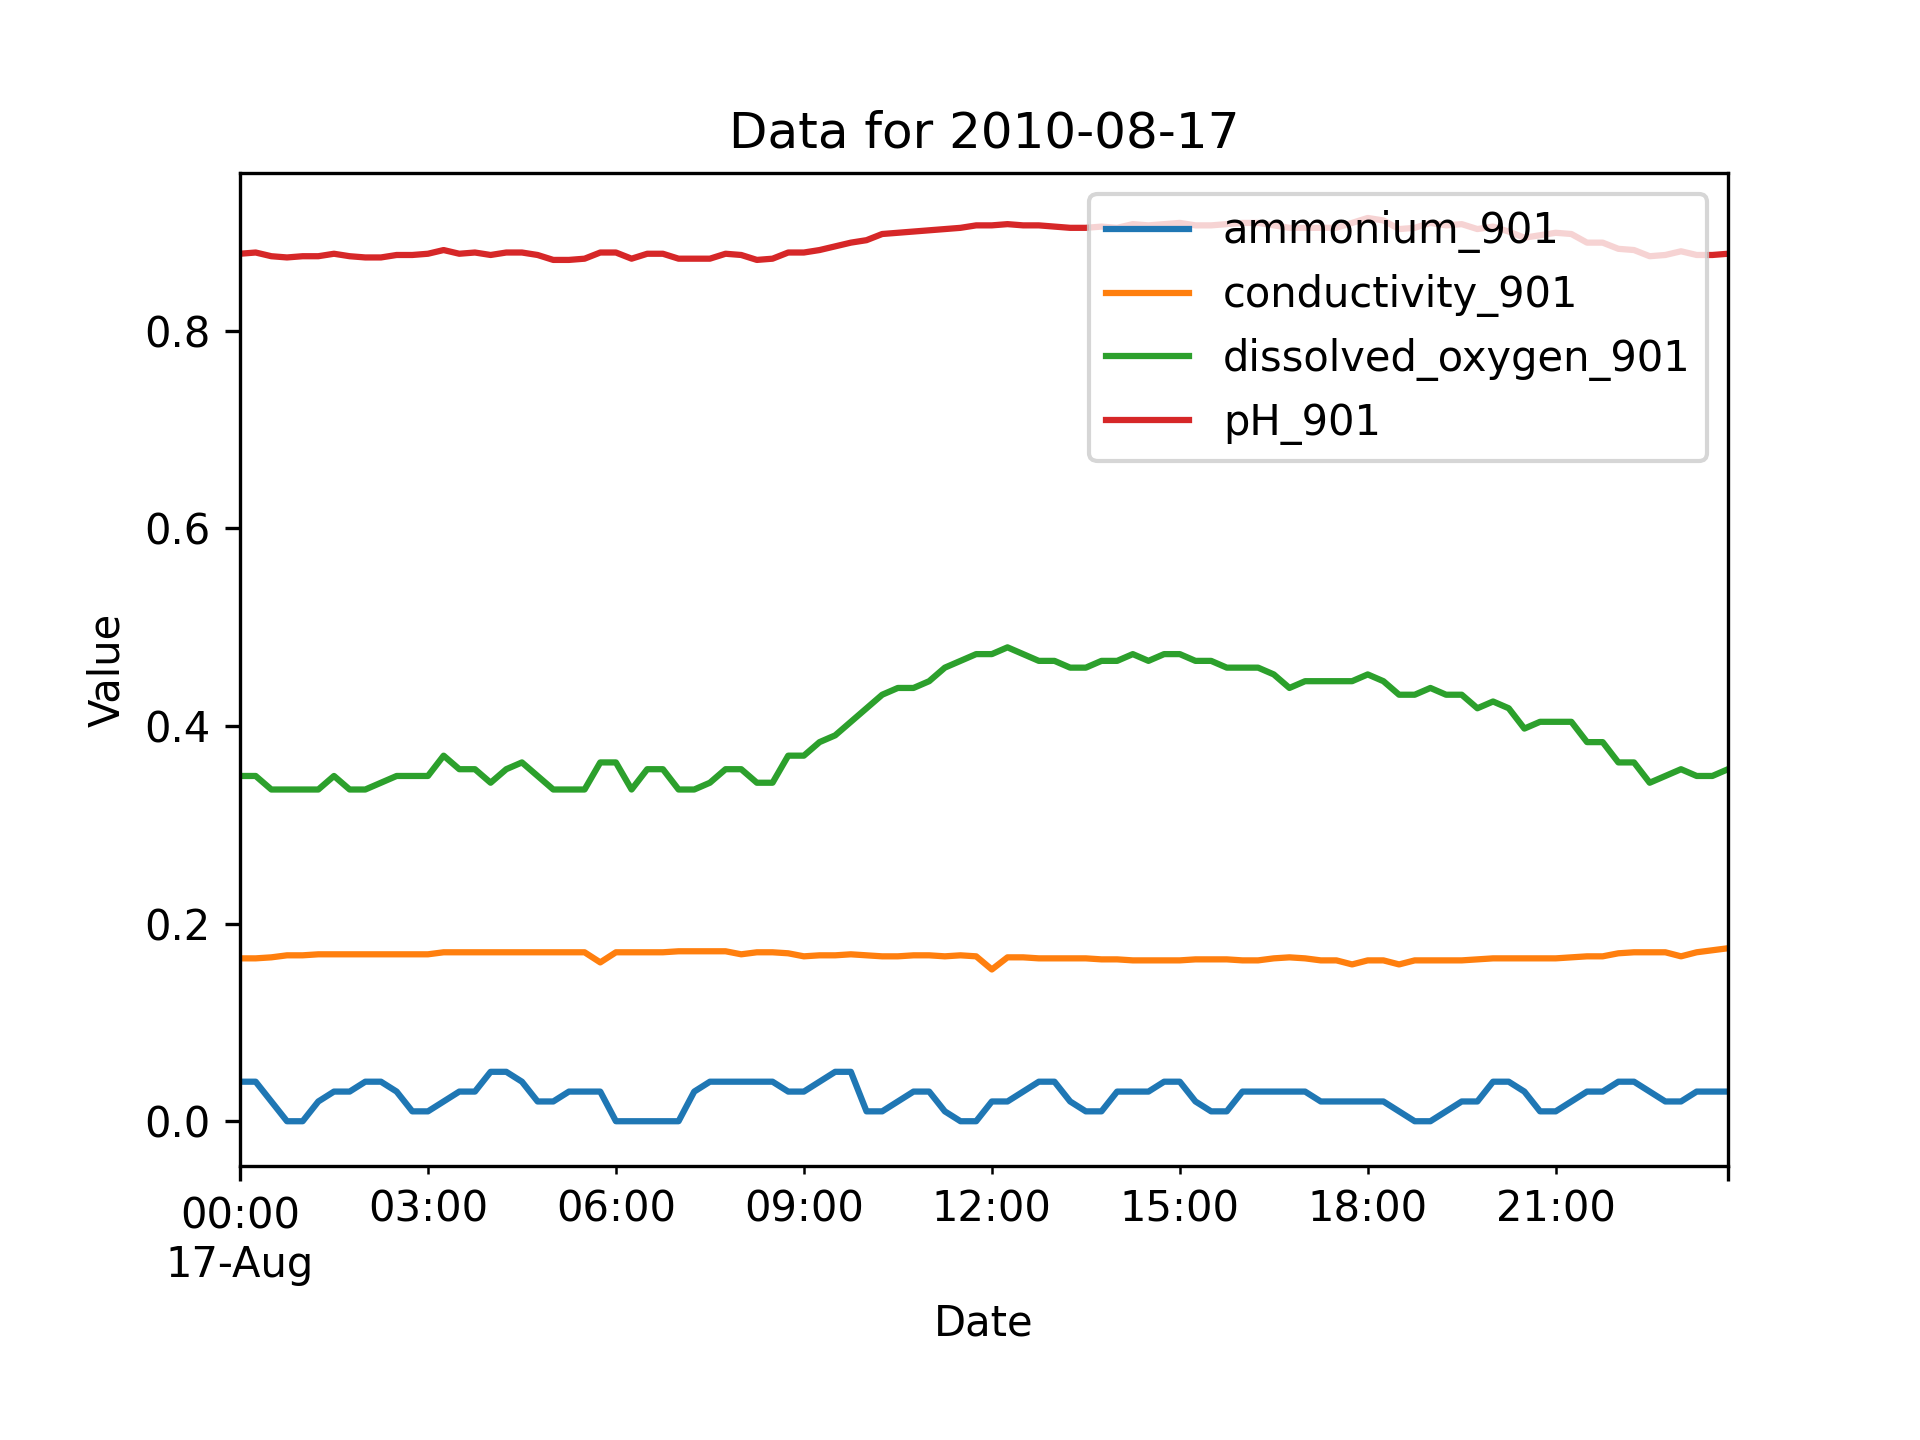 Data for 2010-08-17
ammonium_901
conductivity_901
dissolved_oxygen_901
pH_901
0.8
0.6
0.4
0.2
0.0
Value
00:00 03:00 06:00 09:00 12:00 15:00 18:00 21:00
17-Aug
Date